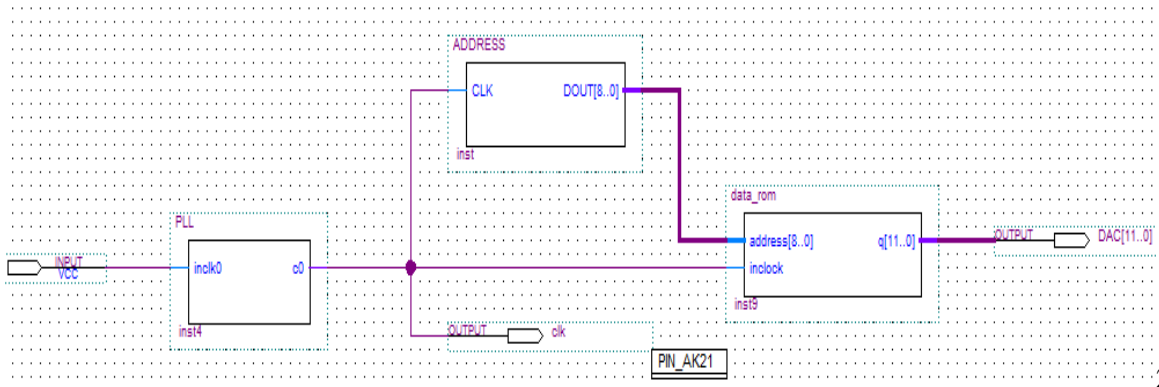 ADDRESS
CLK DOUT[8..0]
inst
data_rom
address[8..0] q[11..0]
inclock
inst9
OUTPUT DAC[11..0]
PLL
INPUT
VCC
inclk0 c0
inst4
OUTPUT clk
PIN_AK21